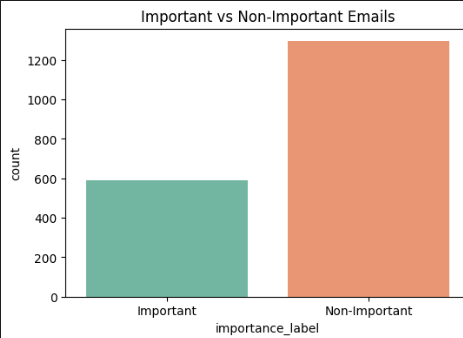 Important vs Non-Important Emails
1200
1000
800
600
400
200
0
count
Important Non-Important
importance_label